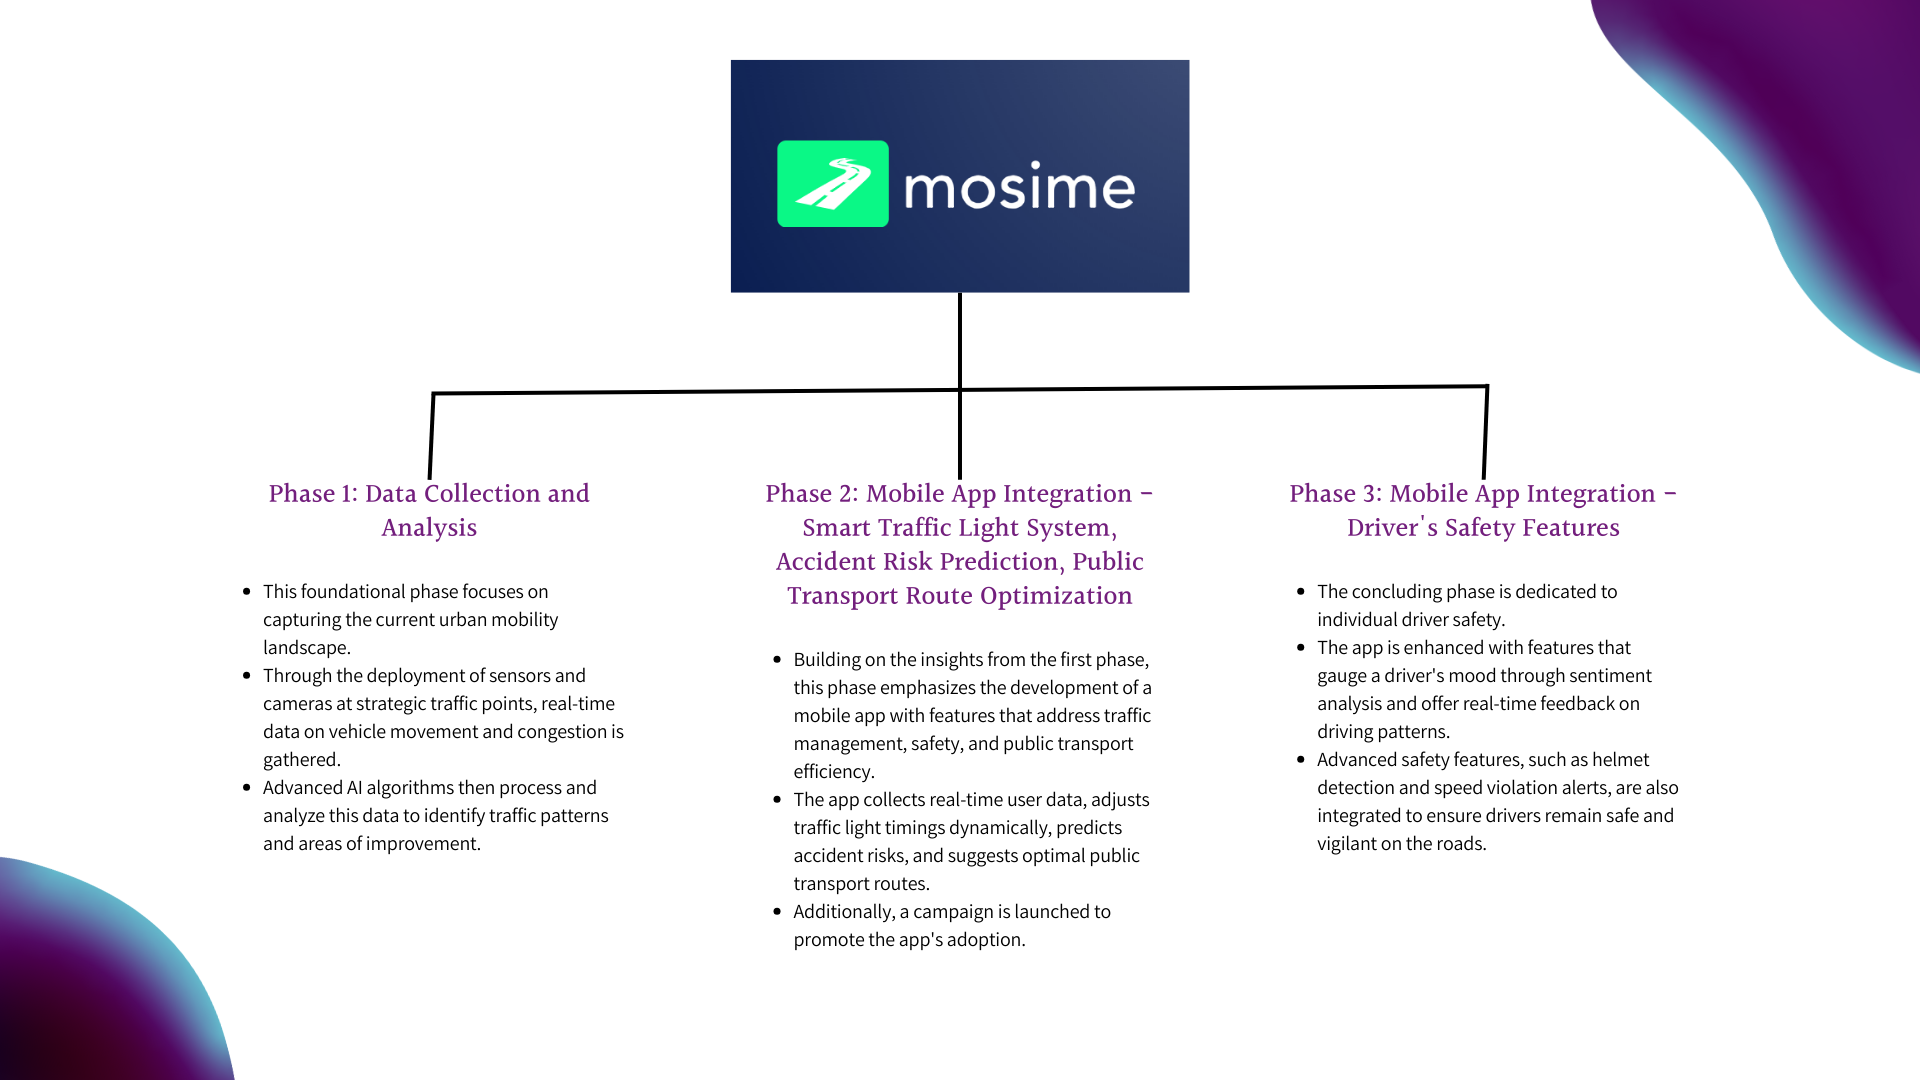 mosime
Phase 1: Data Collection and
Analysis
• This foundational phase focuses on
capturing the current urban mobility
landscape.
• Through the deployment of sensors and
cameras at strategic traffic points, real-time
data on vehicle movement and congestion is
gathered.
• Advanced AI algorithms then process and
analyze this data to identify traffic patterns
and areas of improvement.
Phase 2: Mobile App Integration –
Smart Traffic Light System,
Accident Risk Prediction, Public
Transport Route Optimization
• Building on the insights from the first phase,
this phase emphasizes the development of a
mobile app with features that address traffic
management, safety, and public transport
efficiency.
• The app collects real-time user data, adjusts
traffic light timings dynamically, predicts
accident risks, and suggests optimal public
transport routes.
• Additionally, a campaign is launched to
promote the app's adoption.
Phase 3: Mobile App Integration –
Driver's Safety Features
• The concluding phase is dedicated to
individual driver safety.
• The app is enhanced with features that
gauge a driver's mood through sentiment
analysis and offer real-time feedback on
driving patterns.
• Advanced safety features, such as helmet
detection and speed violation alerts, are also
integrated to ensure drivers remain safe and
vigilant on the roads.